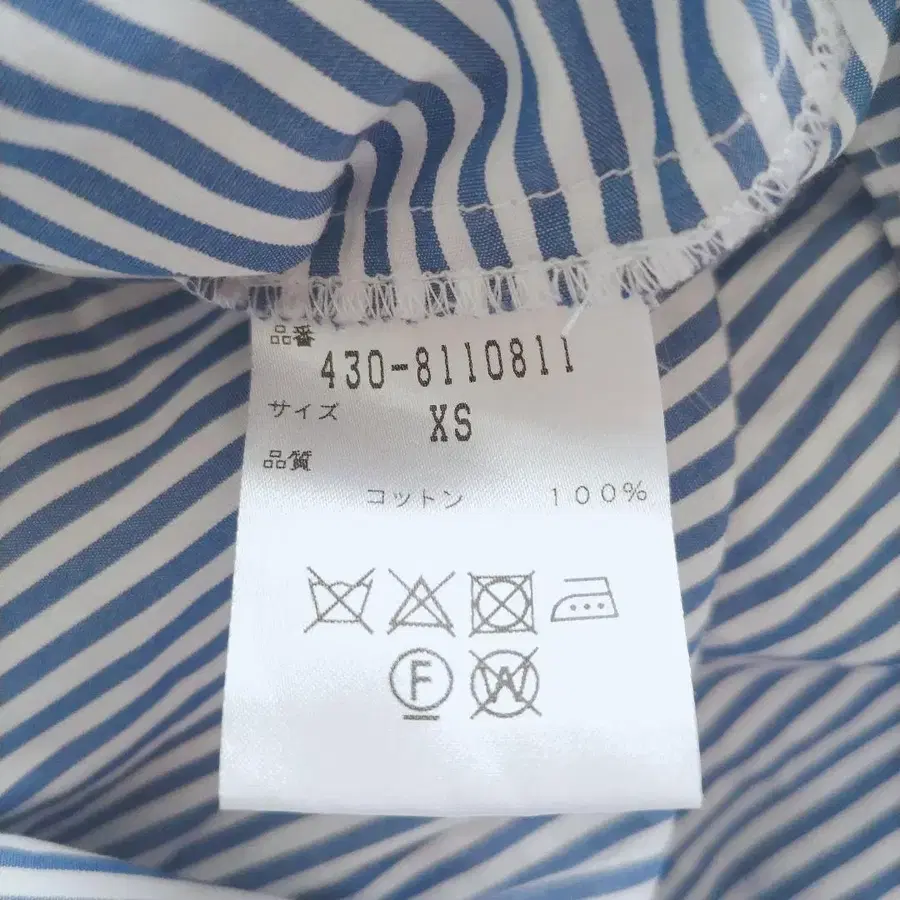 品番
430-8110811
サイズ XS
品質
コットン 100%
F W